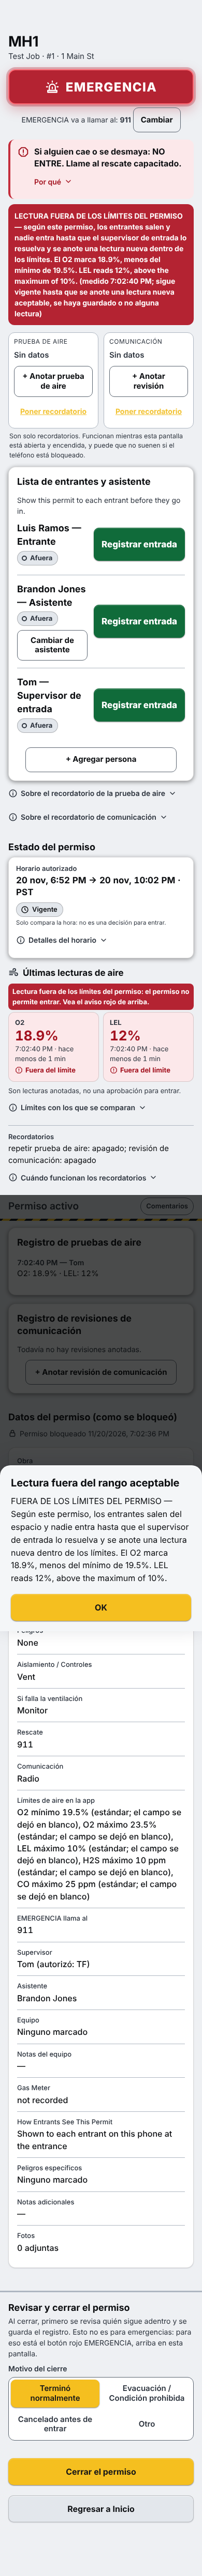 MH1
Test Job · #1 · 1 Main St
EMERGENCIA
EMERGENCIA va a llamar al: 911
Cambiar
Si alguien cae o se desmaya: NO
ENTRE. Llame al rescate capacitado.
Por qué
LECTURA FUERA DE LOS LÍMITES DEL PERMISO
— según este permiso, los entrantes salen y
nadie entra hasta que el supervisor de entrada lo
resuelva y se anote una lectura nueva dentro de
los límites. El O2 marca 18.9%, menos del
mínimo de 19.5%. LEL reads 12%, above the
maximum of 10%. (medido 7:02:40 PM; sigue
vigente hasta que se anote una lectura nueva
aceptable, se haya guardado o no alguna
lectura)
PRUEBA DE AIRE
Sin datos
+ Anotar prueba
de aire
Poner recordatorio
COMUNICACIÓN
Sin datos
+ Anotar
revisión
Poner recordatorio
Son solo recordatorios. Funcionan mientras esta pantalla
está abierta y encendida, y puede que no suenen si el
teléfono está bloqueado.
Lista de entrantes y asistente
Show this permit to each entrant before they go
in.
Luis Ramos —
Entrante
Afuera
Registrar entrada
Brandon Jones
— Asistente
Afuera
Cambiar de
asistente
Registrar entrada
Tom —
Supervisor de
entrada
Afuera
Registrar entrada
+ Agregar persona
Sobre el recordatorio de la prueba de aire
Sobre el recordatorio de comunicación
Estado del permiso
Horario autorizado
20 nov, 6:52 PM → 20 nov, 10:02 PM ·
PST
Vigente
Solo compara la hora: no es una decisión para entrar.
Detalles del horario
Últimas lecturas de aire
Lectura fuera de los límites del permiso: el permiso no
permite entrar. Vea el aviso rojo de arriba.
O2
18.9%
7:02:40 PM · hace
menos de 1 min
Fuera del límite
LEL
12%
7:02:40 PM · hace
menos de 1 min
Fuera del límite
Son lecturas anotadas, no una aprobación para entrar.
Límites con los que se comparan
Recordatorios
repetir prueba de aire: apagado; revisión de
comunicación: apagado
Cuándo funcionan los recordatorios
Permiso activo
Comentarios
Registro de pruebas de aire
7:02:40 PM — Tom
O2: 18.9% · LEL: 12%
Registro de revisiones de
comunicación
Todavía no hay revisiones anotadas.
+ Anotar revisión de comunicación
Datos del permiso (como se bloqueó)
Permiso bloqueado 11/20/2026, 7:02:36 PM
Obra
Lectura fuera del rango aceptable
FUERA DE LOS LÍMITES DEL PERMISO —
Según este permiso, los entrantes salen del
espacio y nadie entra hasta que el supervisor
de entrada lo resuelva y se anote una lectura
nueva dentro de los límites. El O2 marca
18.9%, menos del mínimo de 19.5%. LEL
reads 12%, above the maximum of 10%.
OK
Peligros
None
Aislamiento / Controles
Vent
Si falla la ventilación
Monitor
Rescate
911
Comunicación
Radio
Límites de aire en la app
O2 mínimo 19.5% (estándar; el campo se
dejó en blanco), O2 máximo 23.5%
(estándar; el campo se dejó en blanco),
LEL máximo 10% (estándar; el campo se
dejó en blanco), H2S máximo 10 ppm
(estándar; el campo se dejó en blanco),
CO máximo 25 ppm (estándar; el campo
se dejó en blanco)
EMERGENCIA llama al
911
Supervisor
Tom (autorizó: TF)
Asistente
Brandon Jones
Equipo
Ninguno marcado
Notas del equipo
—
Gas Meter
not recorded
How Entrants See This Permit
Shown to each entrant on this phone at
the entrance
Peligros específicos
Ninguno marcado
Notas adicionales
—
Fotos
0 adjuntas
Revisar y cerrar el permiso
Al cerrar, primero se revisa quién sigue adentro y se
guarda el registro. Esto no es para emergencias: para
eso está el botón rojo EMERGENCIA, arriba en esta
pantalla.
Motivo del cierre
Terminó
normalmente
Evacuación /
Condición prohibida
Cancelado antes de
entrar
Otro
Cerrar el permiso
Regresar a Inicio